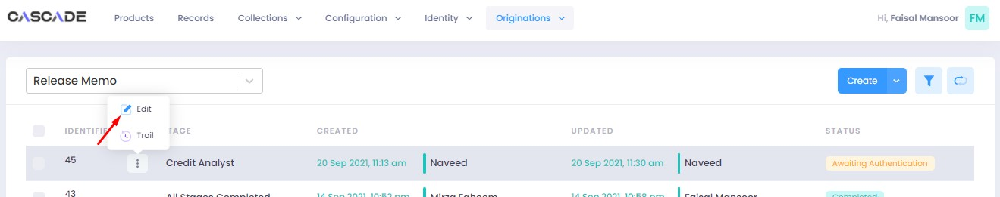 CASCADE Products Records Collections Configuration Identity Originations Hi, Faisal Mansoor FM
Release Memo Create
Edit
IDENTIFIE TAGE CREATED UPDATED STATUS
Trail
45 Credit Analyst 20 Sep 2021, 11:13 am Naveed 20 Sep 2021, 11:30 am Naveed Awaiting Authentication
43 All Stages Completed 14 Sep 2021, 10:52 pm Mirza Faheem 14 Sep 2021, 10:58 pm Faisal Mansoor Completed